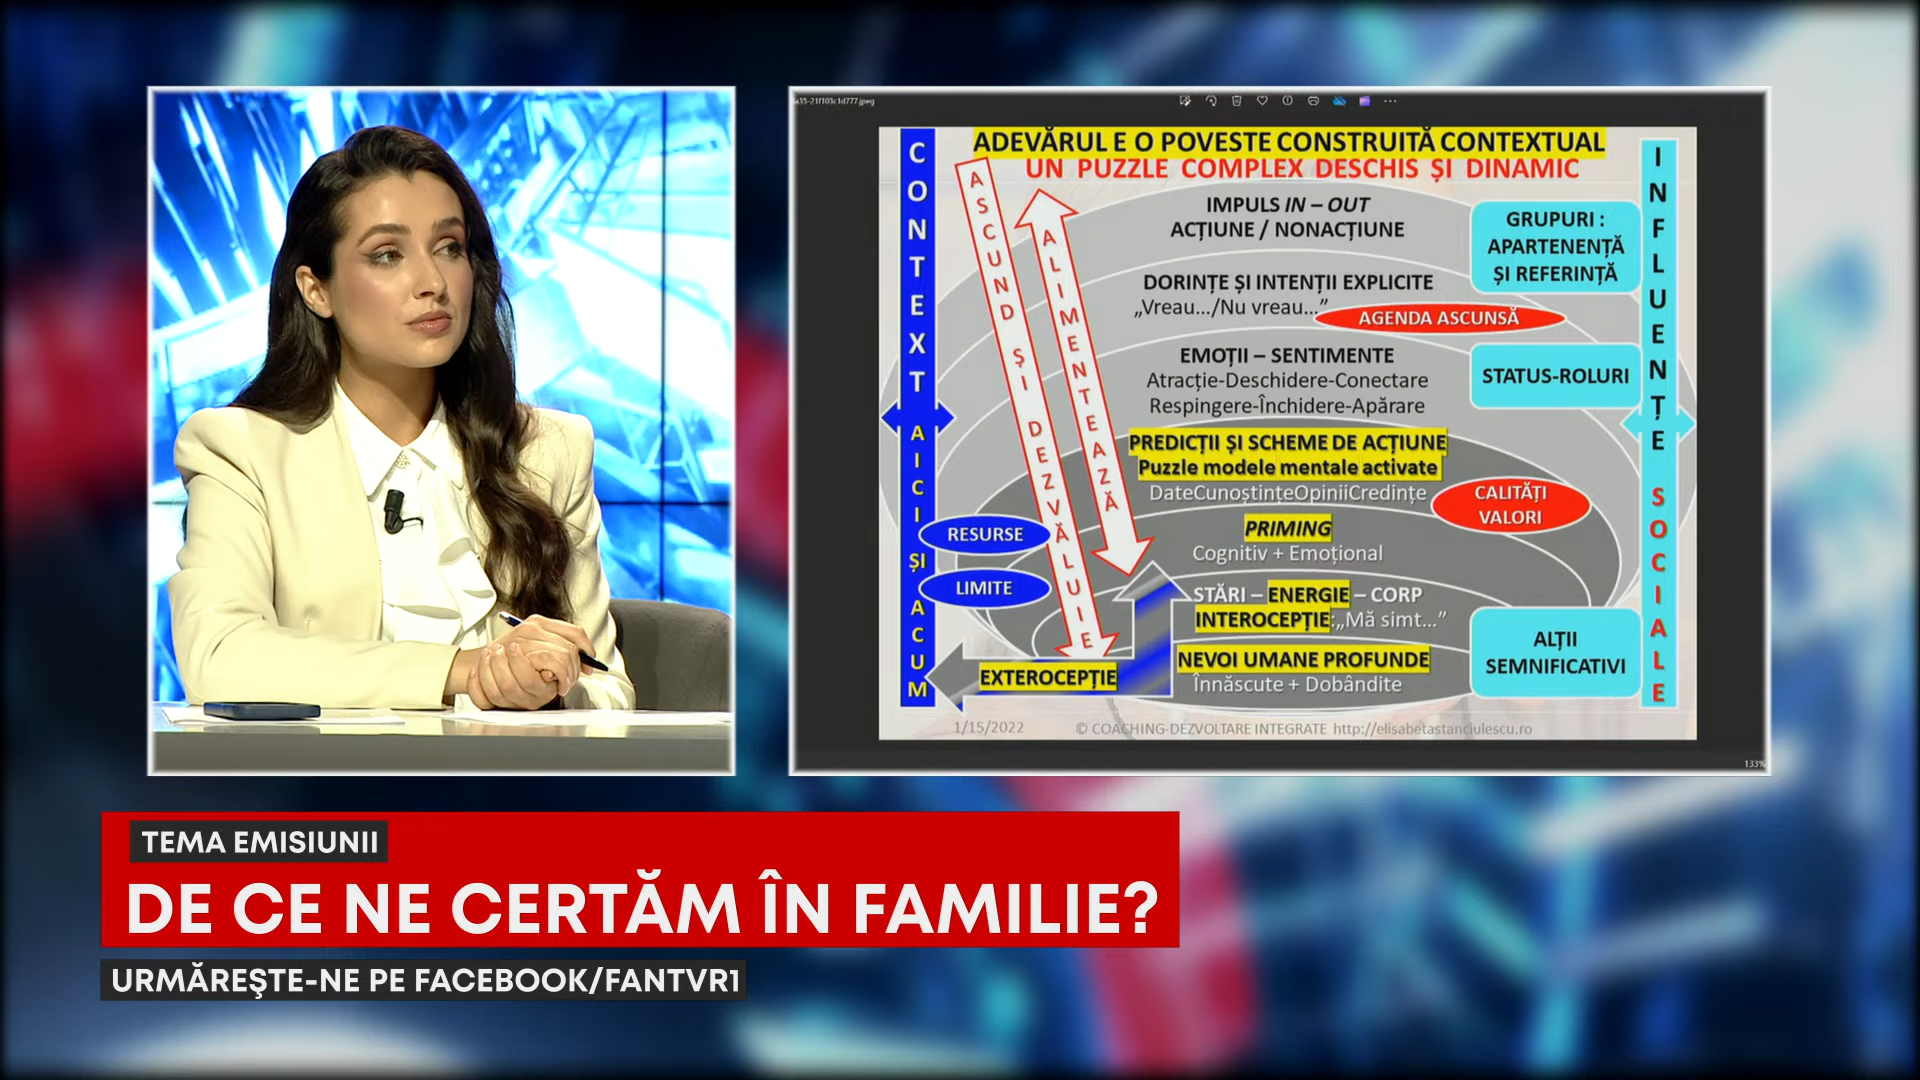 a35-21f103c1d777.jpeg
ADEVĂRUL E O POVESTE CONSTRUITĂ CONTEXTUAL
UN PUZZLE COMPLEX DESCHIS ȘI DINAMIC
CONTEXT AICI ȘI ACUM
ASCUND ȘI DEZVĂLUIE
ALIMENTEAZĂ
IMPULS IN – OUT
ACȚIUNE / NONACȚIUNE
DORINȚE ȘI INTENȚII EXPLICITE
„Vreau.../Nu vreau...”
AGENDA ASCUNSĂ
EMOȚII – SENTIMENTE
Atracție-Deschidere-Conectare
Respingere-Închidere-Apărare
PREDICȚII ȘI SCHEME DE ACȚIUNE
Puzzle modele mentale activate
DateCunoștințeOpiniiCredințe
CALITĂȚI
VALORI
PRIMING
Cognitiv + Emoțional
RESURSE
LIMITE
STĂRI – ENERGIE – CORP
INTEROCEPȚIE:„Mă simt...”
NEVOI UMANE PROFUNDE
Înnăscute + Dobândite
EXTEROCEPȚIE
GRUPURI :
APARTENENȚĂ
ȘI REFERINȚĂ
STATUS-ROLURI
ALȚII
SEMNIFICATIVI
INFLUENȚE SOCIALE
1/15/2022
© COACHING-DEZVOLTARE INTEGRATE http://elisabetastanciulescu.ro
133%
TEMA EMISIUNII
DE CE NE CERTĂM ÎN FAMILIE?
URMĂREŞTE-NE PE FACEBOOK/FANTVR1